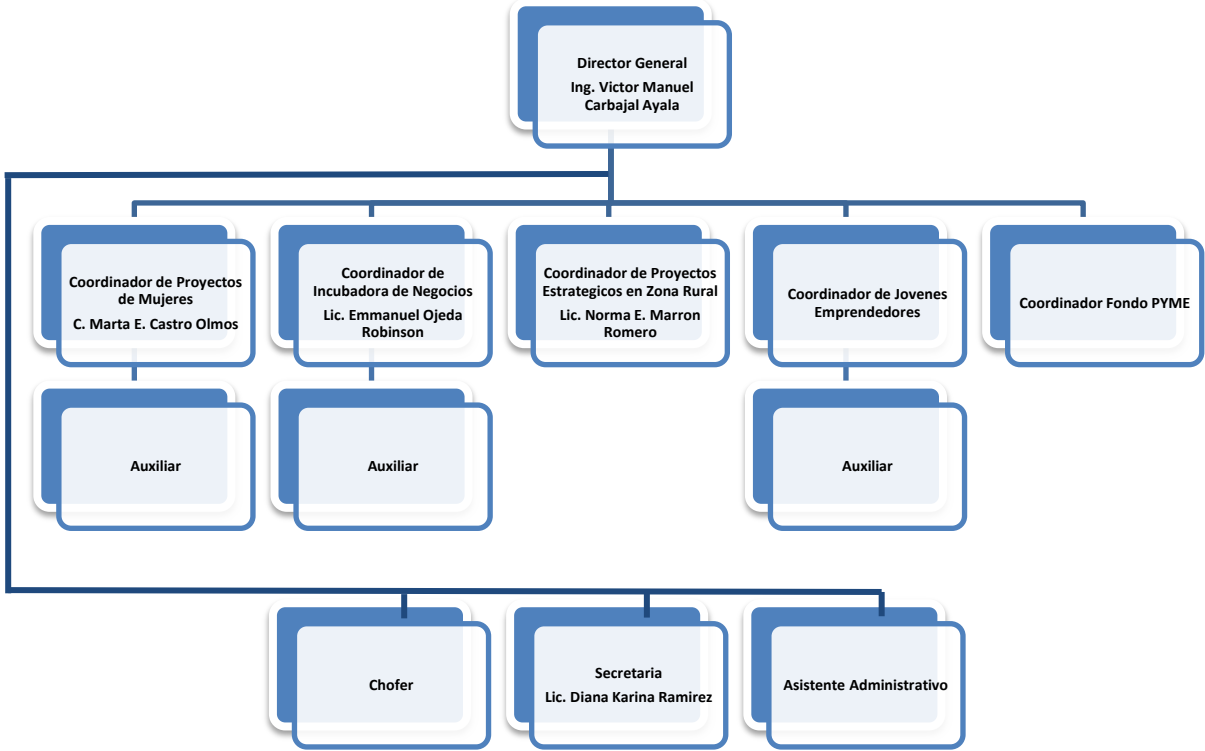 Director General
Ing. Victor Manuel
Carbajal Ayala
Coordinador de Proyectos
de Mujeres
C. Marta E. Castro Olmos
Coordinador de
Incubadora de Negocios
Lic. Emmanuel Ojeda
Robinson
Coordinador de Proyectos
Estrategicos en Zona Rural
Lic. Norma E. Marron
Romero
Coordinador de Jovenes
Emprendedores
Coordinador Fondo PYME
Auxiliar
Auxiliar
Auxiliar
Chofer
Secretaria
Lic. Diana Karina Ramirez
Asistente Administrativo